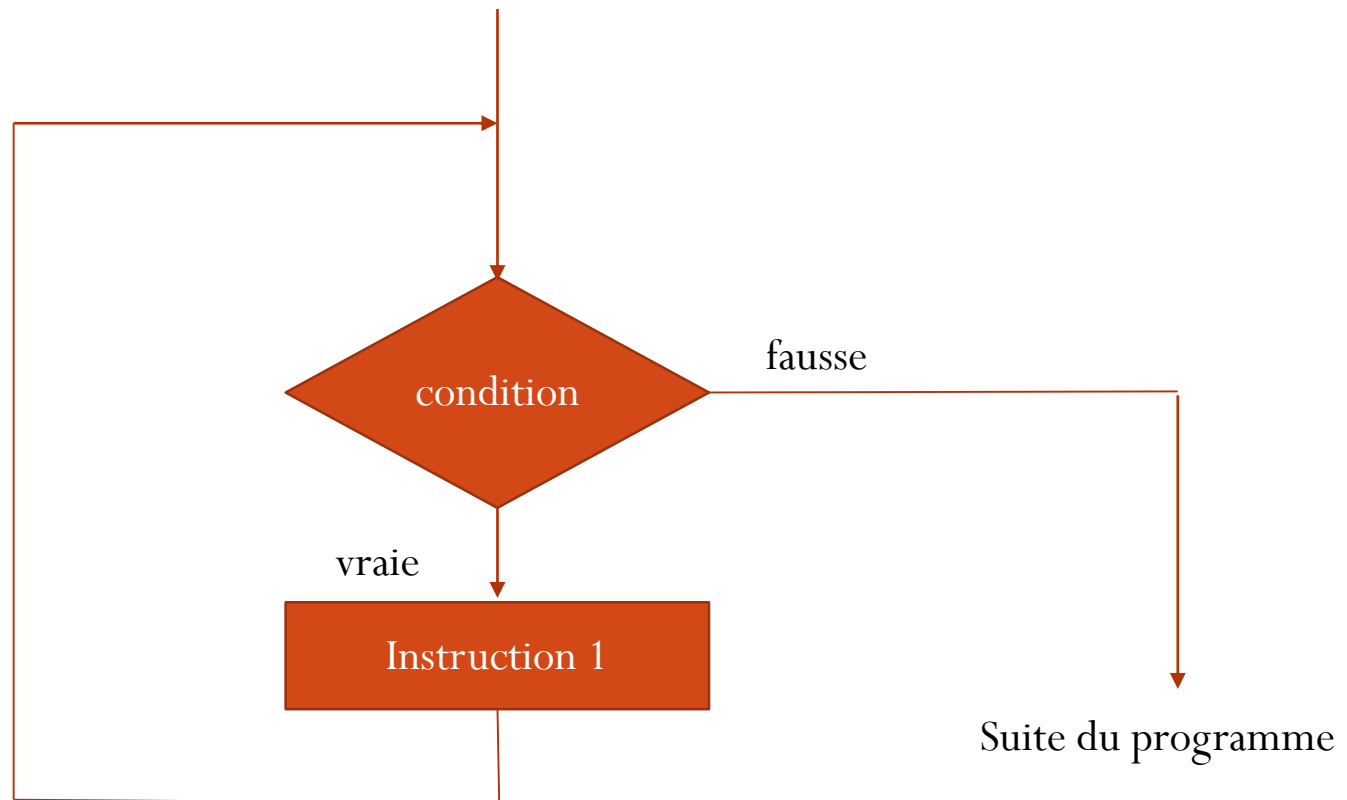 fausse
condition
vraie
Instruction 1
Suite du programme